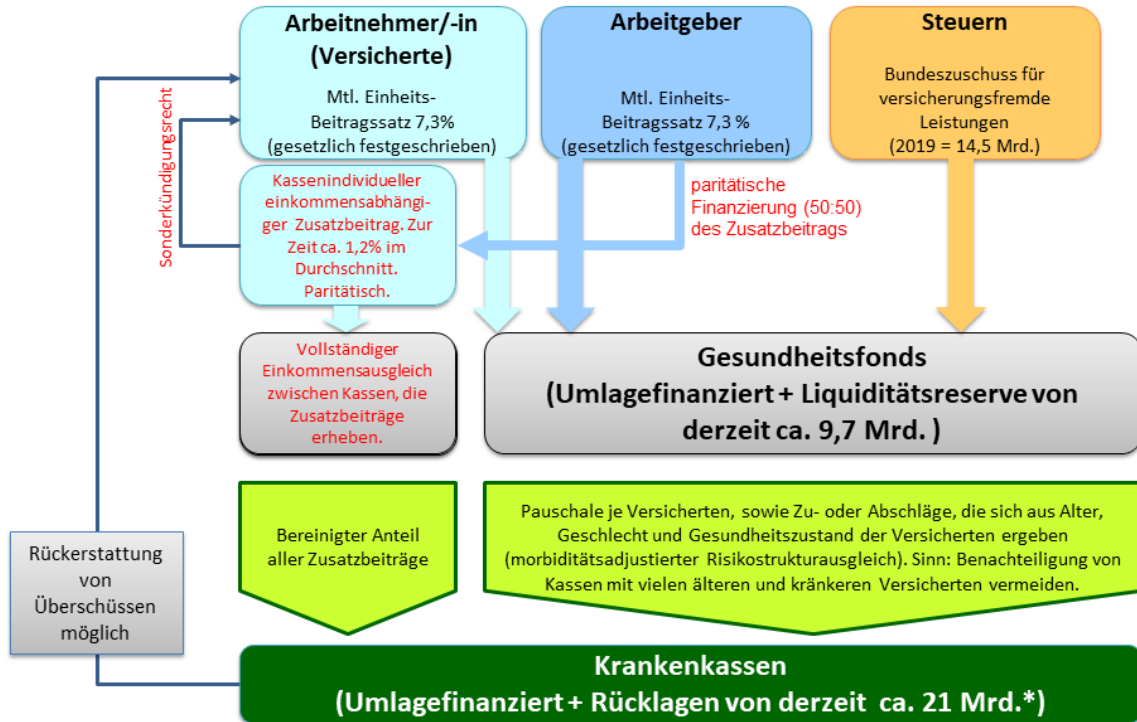 Arbeitnehmer/-in
(Versicherte)
Mtl. Einheits-
Beitragssatz 7,3%
(gesetzlich festgeschrieben)
Arbeitgeber
Mtl. Einheits-
Beitragssatz 7,3 %
(gesetzlich festgeschrieben)
Steuern
Bundeszuschuss für
versicherungsfremde
Leistungen
(2019 = 14,5 Mrd.)
Sonderkündigungsrecht
Kassenindividueller
einkommensabhängi-
ger Zusatzbeitrag. Zur
Zeit ca. 1,2% im
Durchschnitt.
Paritätisch.
paritätische
Finanzierung (50:50)
des Zusatzbeitrags
Vollständiger
Einkommensausgleich
zwischen Kassen, die
Zusatzbeiträge
erheben.
Gesundheitsfonds
(Umlagefinanziert + Liquiditätsreserve von
derzeit ca. 9,7 Mrd. )
Bereinigter Anteil
aller Zusatzbeiträge
Pauschale je Versicherten, sowie Zu- oder Abschläge, die sich aus Alter,
Geschlecht und Gesundheitszustand der Versicherten ergeben
(morbiditätsadjustierter Risikostrukturausgleich). Sinn: Benachteiligung von
Kassen mit vielen älteren und kränkeren Versicherten vermeiden.
Rückerstattung
von
Überschüssen
möglich
Krankenkassen
(Umlagefinanziert + Rücklagen von derzeit ca. 21 Mrd.*)